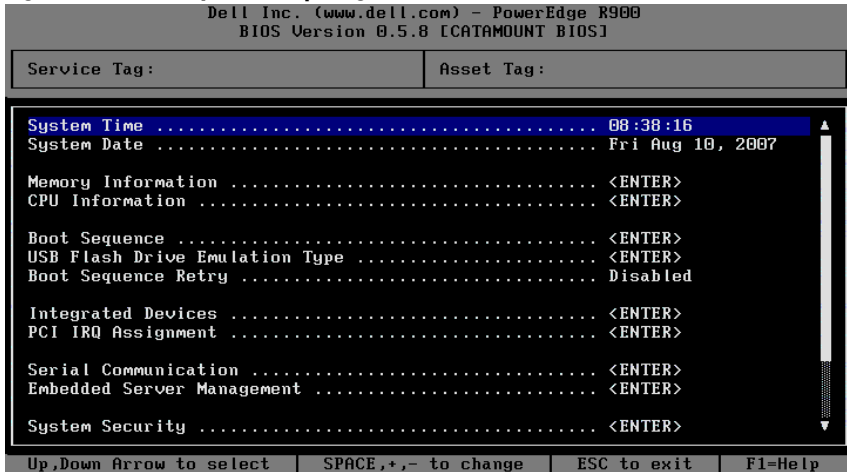 Dell Inc. (www.dell.com) - PowerEdge R900
BIOS Version 0.5.8 [CATAMOUNT BIOS]
Service Tag: Asset Tag:
System Time .......................................... 08:38:16
System Date .......................................... Fri Aug 10, 2007
Memory Information ................................... <ENTER>
CPU Information ...................................... <ENTER>
Boot Sequence ........................................ <ENTER>
USB Flash Drive Emulation Type ....................... <ENTER>
Boot Sequence Retry .................................. Disabled
Integrated Devices ................................... <ENTER>
PCI IRQ Assignment ................................... <ENTER>
Serial Communication ................................. <ENTER>
Embedded Server Management ........................... <ENTER>
System Security ...................................... <ENTER>
Up,Down Arrow to select SPACE,+,- to change ESC to exit F1=Help